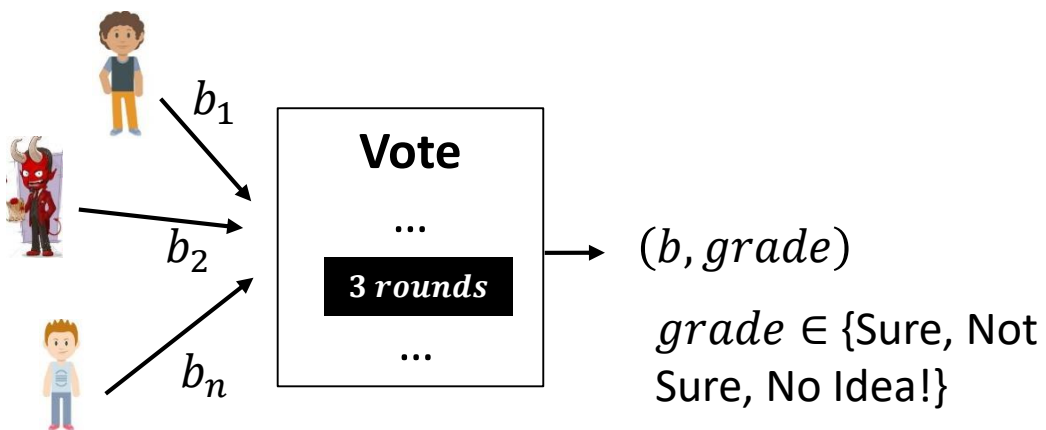 b₁
Vote
...
b₂
3 rounds
(b, grade)
...
bₙ
grade ∈ {Sure, Not
Sure, No Idea!}